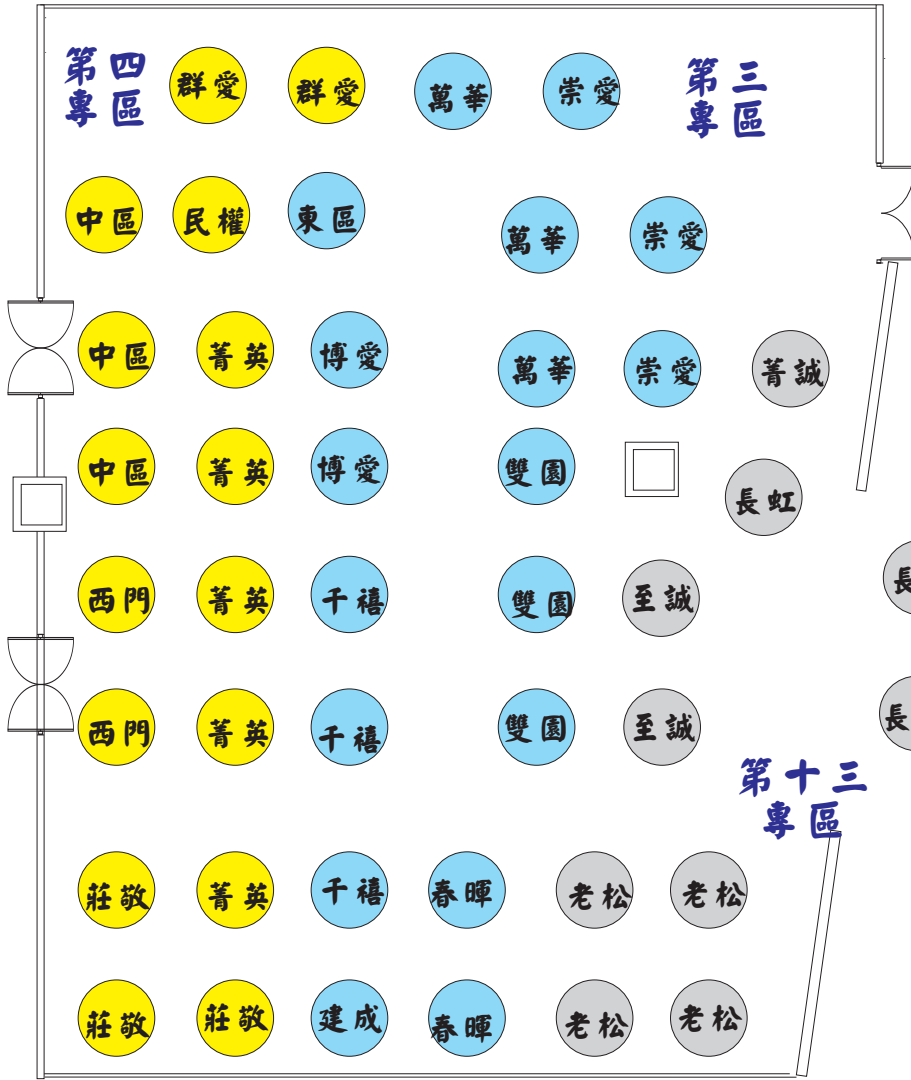 第四
專區
群愛
群愛
萬華
崇愛
第三
專區
中區
民權
東區
萬華
崇愛
中區
菁英
博愛
萬華
崇愛
菁誠
中區
菁英
博愛
雙園
長虹
西門
菁英
千禧
雙園
至誠
長
西門
菁英
千禧
雙園
至誠
長
第十三
專區
莊敬
菁英
千禧
春暉
老松
老松
莊敬
莊敬
建成
春暉
老松
老松